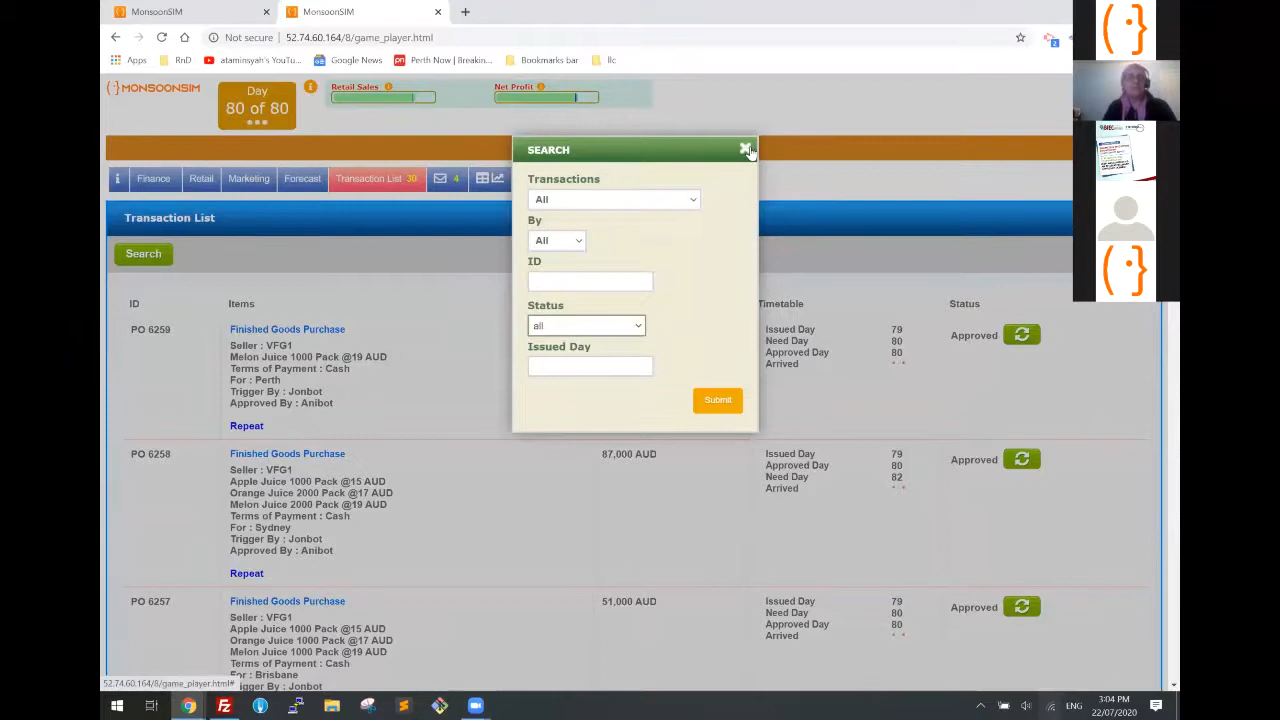 MonsoonSIM
MonsoonSIM
Not secure
52.74.60.164/8/game_player.html
2
Apps
RnD
ataminsyah's YouT...
Google News
Perth Now | Breakin...
Bookmarks bar
llc
MONSOONSIM
Day
80 of 80
Retail Sales
Net Profit
Finance
Retail
Marketing
Forecast
Transaction List 30
4
Transaction List
Search
SEARCH
Transactions
All
By
All
ID
Status
all
Issued Day
Submit
ID
Items
Timetable
Status
PO 6259
Finished Goods Purchase
Seller : VFG1
Melon Juice 1000 Pack @19 AUD
Terms of Payment : Cash
For : Perth
Trigger By : Jonbot
Approved By : Anibot
Repeat
Issued Day 79
Need Day 80
Approved Day 80
Arrived - -
Approved
PO 6258
Finished Goods Purchase
Seller : VFG1
Apple Juice 1000 Pack @15 AUD
Orange Juice 2000 Pack @17 AUD
Melon Juice 2000 Pack @19 AUD
Terms of Payment : Cash
For : Sydney
Trigger By : Jonbot
Approved By : Anibot
Repeat
87,000 AUD
Issued Day 79
Approved Day 80
Need Day 82
Arrived - -
Approved
PO 6257
Finished Goods Purchase
Seller : VFG1
Apple Juice 1000 Pack @15 AUD
Orange Juice 1000 Pack @17 AUD
Melon Juice 1000 Pack @19 AUD
Terms of Payment : Cash
For : Brisbane
Trigger By : Jonbot
51,000 AUD
Issued Day 79
Need Day 80
Approved Day 80
Arrived - -
Approved
52.74.60.164/8/game_player.html#
ENG
3:04 PM
22/07/2020